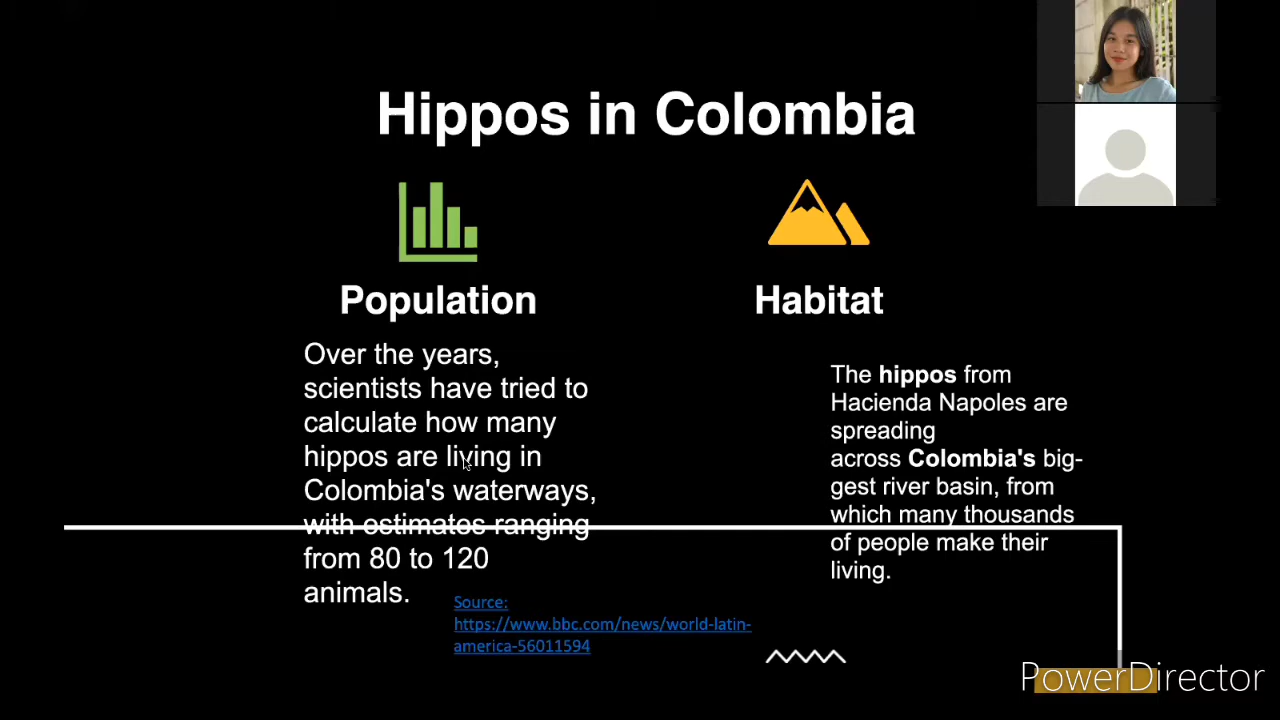 Hippos in Colombia
Population
Over the years,
scientists have tried to
calculate how many
hippos are living in
Colombia's waterways,
with estimates ranging
from 80 to 120
animals.
Habitat
The hippos from
Hacienda Napoles are
spreading
across Colombia's big-
gest river basin, from
which many thousands
of people make their
living.
Source:
https://www.bbc.com/news/world-latin-
america-56011594
PowerDirector